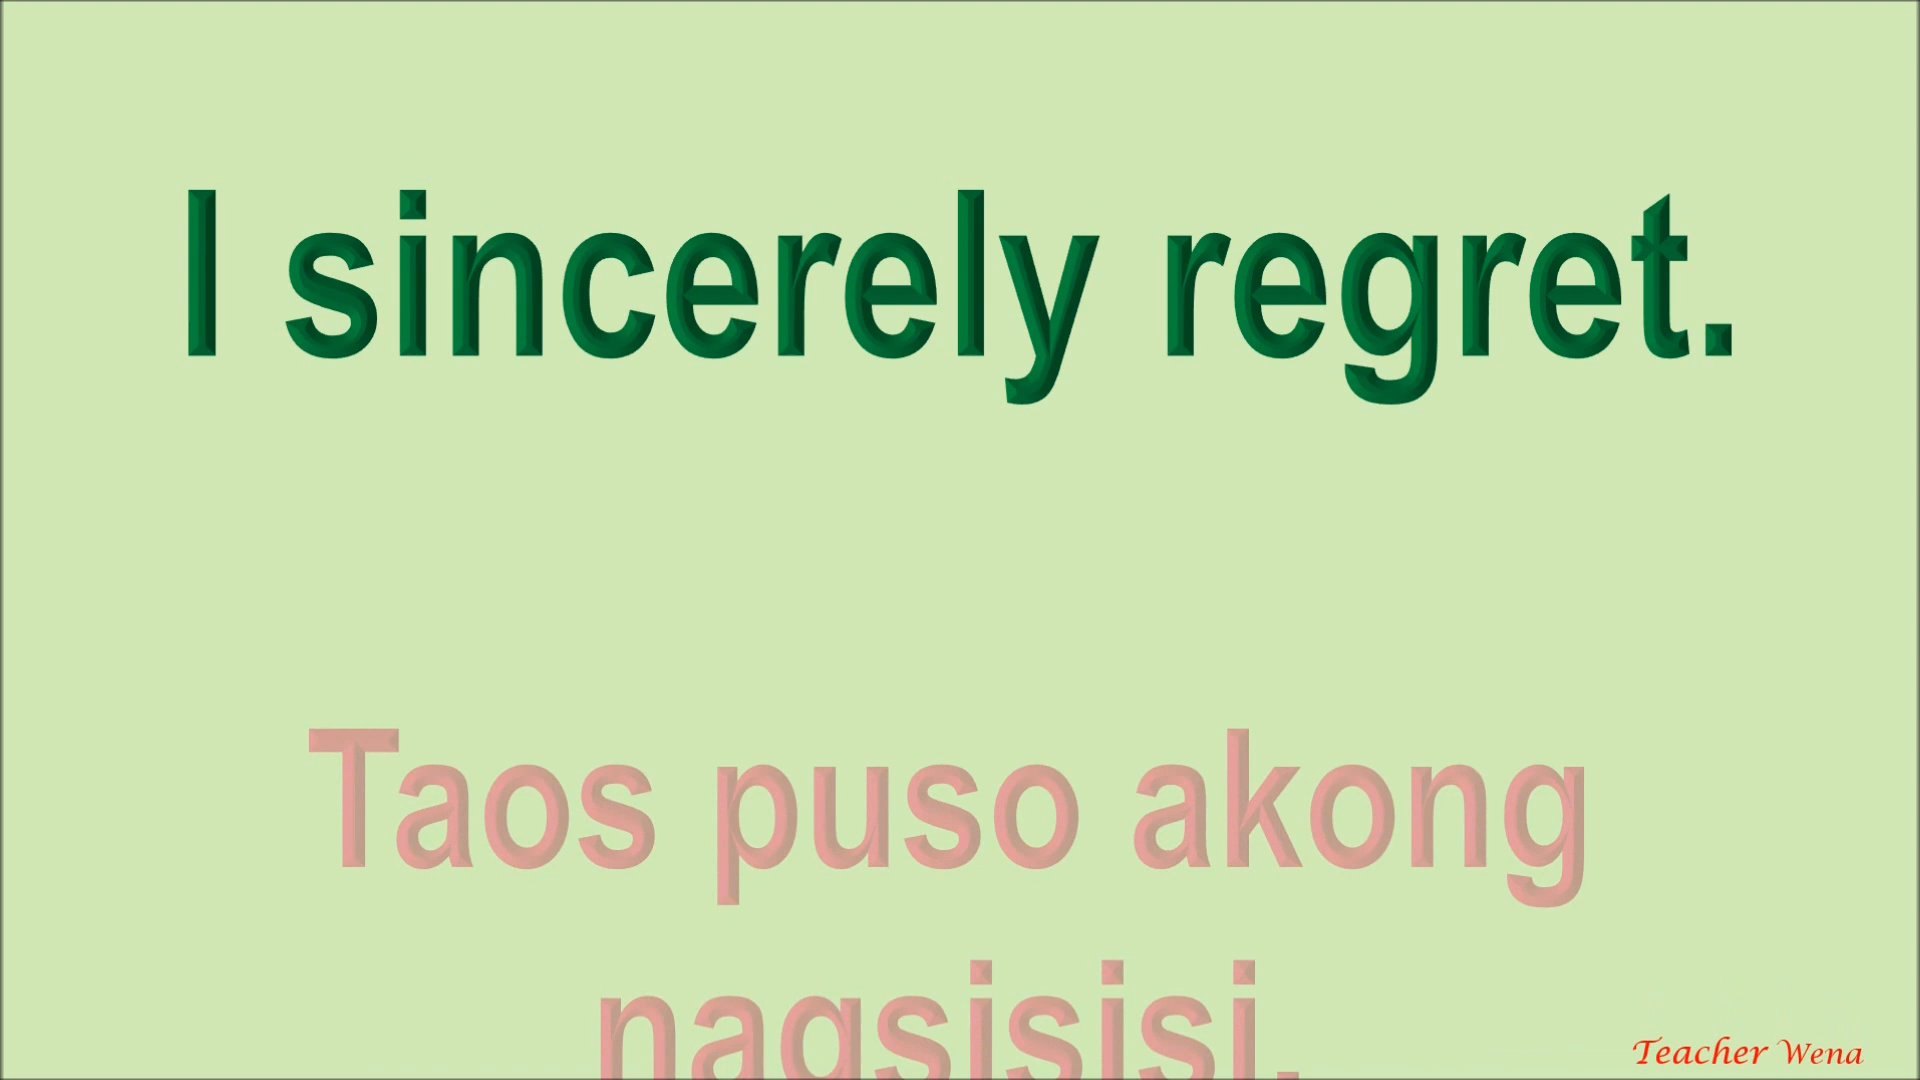 I sincerely regret.
Taos puso akong
nagsisisi.
Teacher Wena